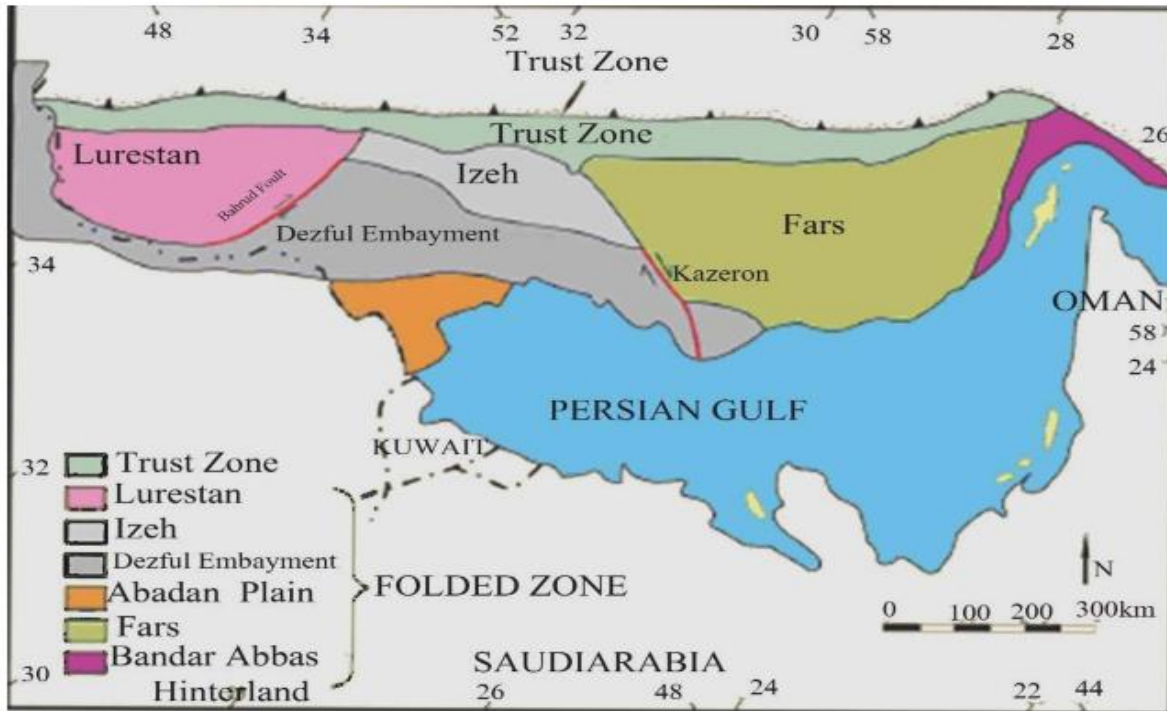 48 34 52 32 30 58 28
Trust Zone
Trust Zone
26
Lurestan
Izeh
Bahrud Foult
Fars
Dezful Embayment
34
Kazeron
OMAN
58
24
PERSIAN GULF
KUWAIT
32
Trust Zone
Lurestan
Izeh
Dezful Embayment
Abadan Plain
Fars
Bandar Abbas
Hinterland
FOLDED ZONE
N
0 100 200 300km
SAUDIARABIA
30
26 48 24 22 44